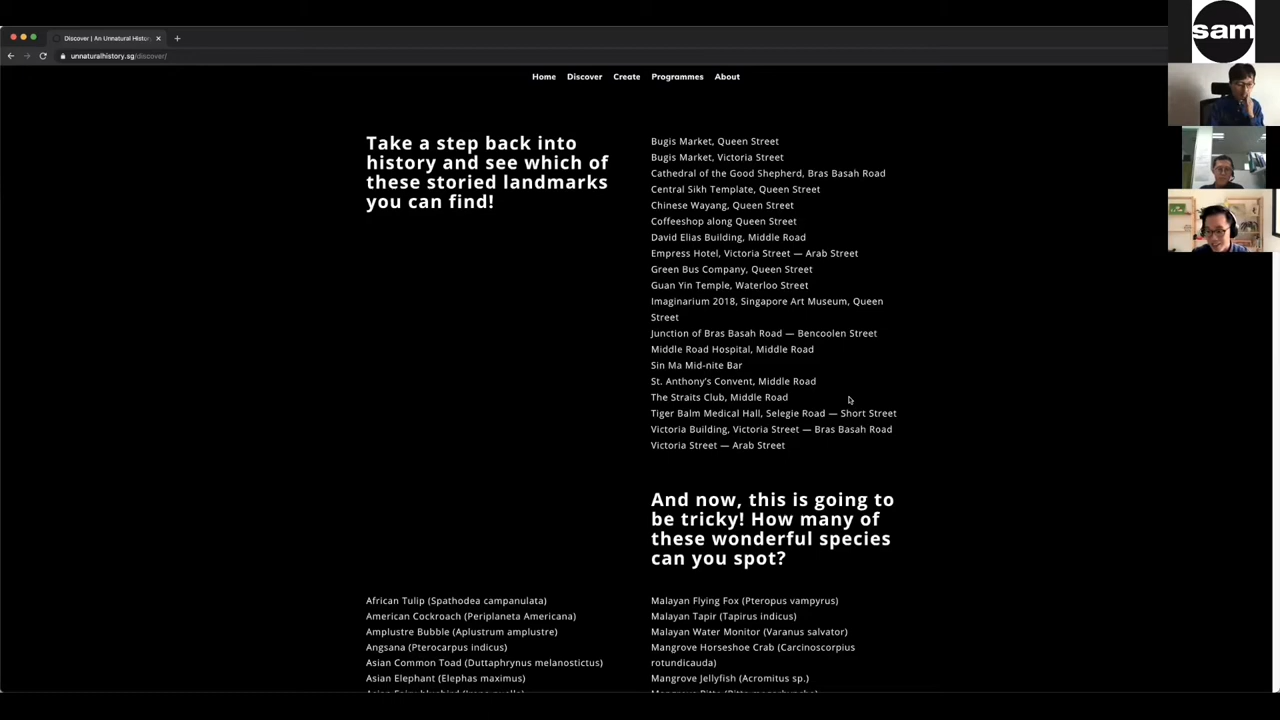 Discover | An Unnatural Histor
unnaturalhistory.sg/discover/
sam
Home Discover Create Programmes About
Take a step back into
history and see which of
these storied landmarks
you can find!
Bugis Market, Queen Street
Bugis Market, Victoria Street
Cathedral of the Good Shepherd, Bras Basah Road
Central Sikh Template, Queen Street
Chinese Wayang, Queen Street
Coffeeshop along Queen Street
David Elias Building, Middle Road
Empress Hotel, Victoria Street — Arab Street
Green Bus Company, Queen Street
Guan Yin Temple, Waterloo Street
Imaginarium 2018, Singapore Art Museum, Queen
Street
Junction of Bras Basah Road — Bencoolen Street
Middle Road Hospital, Middle Road
Sin Ma Mid-nite Bar
St. Anthony's Convent, Middle Road
The Straits Club, Middle Road
Tiger Balm Medical Hall, Selegie Road — Short Street
Victoria Building, Victoria Street — Bras Basah Road
Victoria Street — Arab Street
And now, this is going to
be tricky! How many of
these wonderful species
can you spot?
African Tulip (Spathodea campanulata)
American Cockroach (Periplaneta Americana)
Amplustre Bubble (Aplustrum amplustre)
Angsana (Pterocarpus indicus)
Asian Common Toad (Duttaphrynus melanostictus)
Asian Elephant (Elephas maximus)
Malayan Flying Fox (Pteropus vampyrus)
Malayan Tapir (Tapirus indicus)
Malayan Water Monitor (Varanus salvator)
Mangrove Horseshoe Crab (Carcinoscorpius
rotundicauda)
Mangrove Jellyfish (Acromitus sp.)